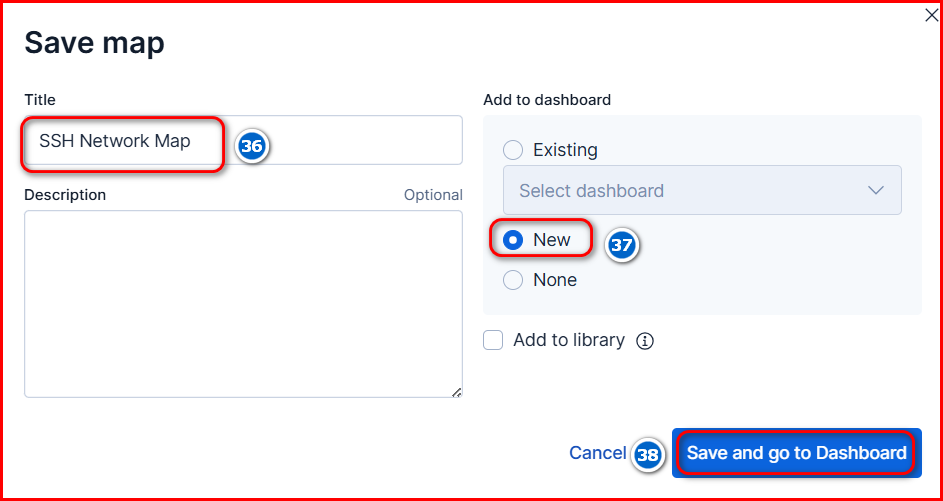 Save map
Title
SSH Network Map
36
Description Optional
Add to dashboard
Existing
Select dashboard
New
37
None
Add to library
Cancel
38
Save and go to Dashboard